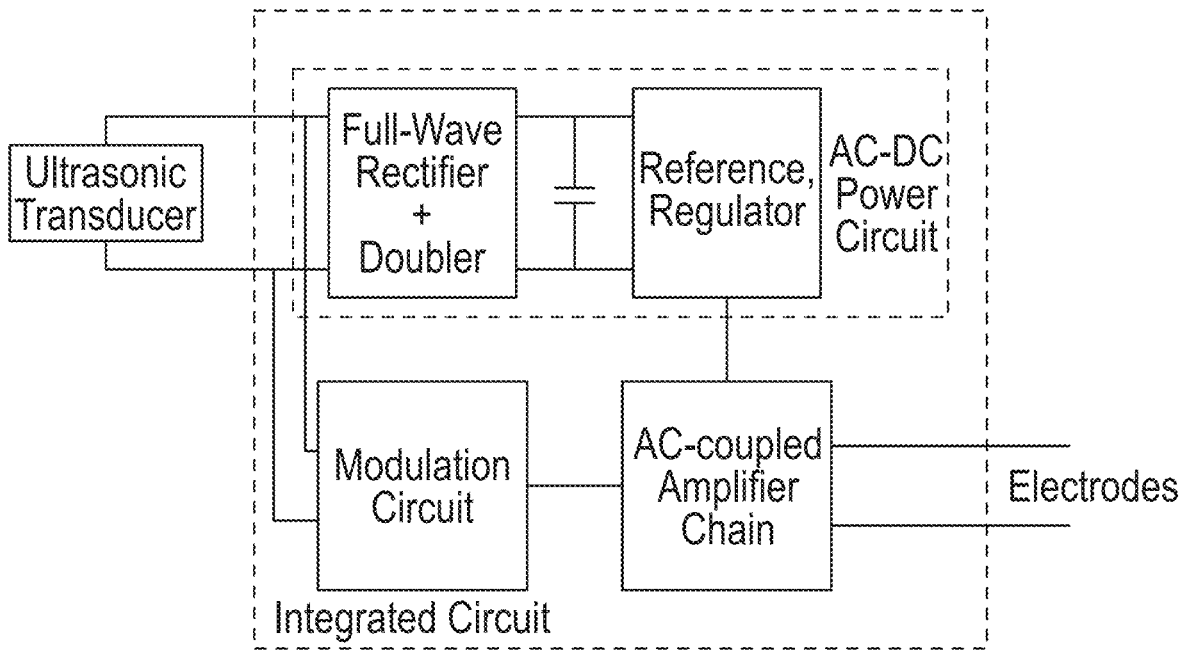 Ultrasonic
Transducer
Full-Wave
Rectifier
+
Doubler
Reference,
Regulator
AC-DC
Power
Circuit
Modulation
Circuit
AC-coupled
Amplifier
Chain
Electrodes
Integrated Circuit